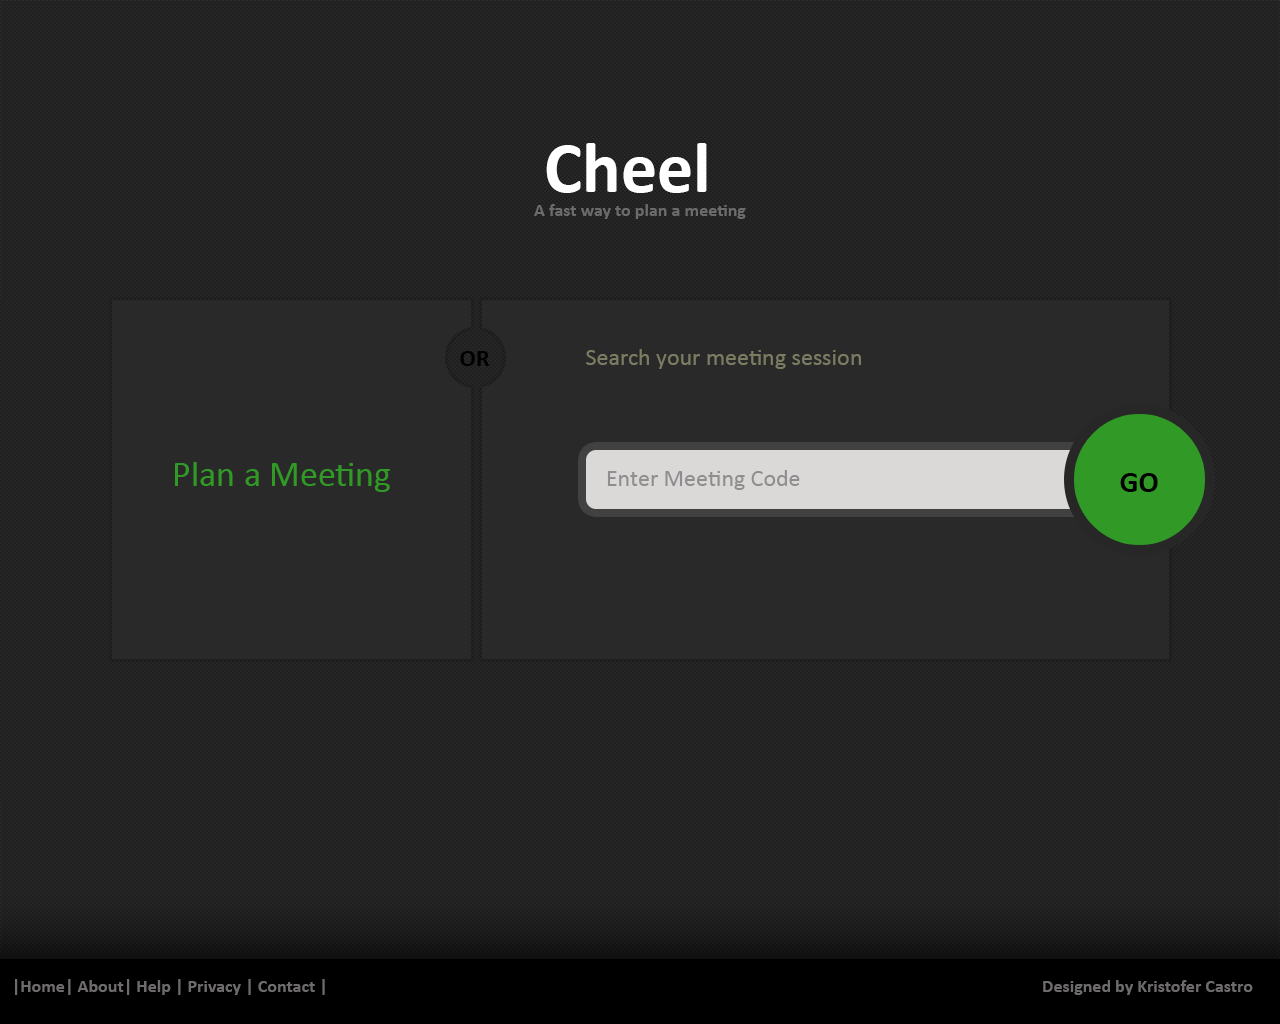 Cheel
A fast way to plan a meeting
OR
Search your meeting session
Plan a Meeting
Enter Meeting Code
GO
|Home| About| Help | Privacy | Contact |
Designed by Kristofer Castro